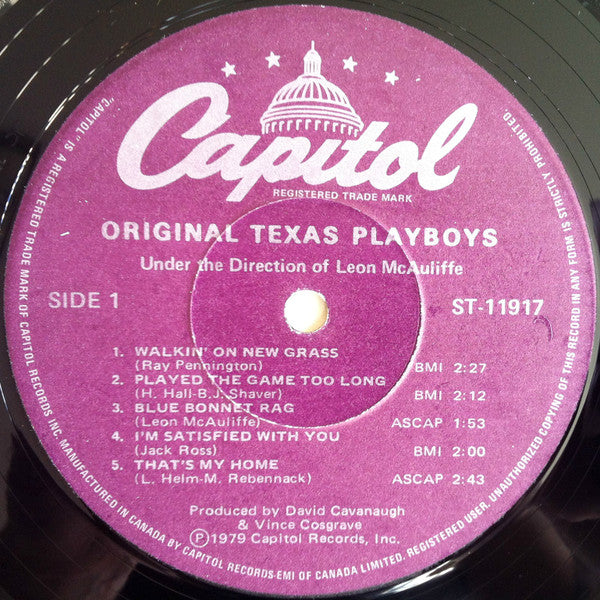 Capitol
REGISTERED TRADE MARK
ORIGINAL TEXAS PLAYBOYS
Under the Direction of Leon McAuliffe
SIDE 1
ST-11917
1. WALKIN' ON NEW GRASS
(Ray Pennington) BMI 2:27
2. PLAYED THE GAME TOO LONG
(H. Hall-B.J. Shaver) BMI 2:12
3. BLUE BONNET RAG
(Leon McAuliffe) ASCAP 1:53
4. I'M SATISFIED WITH YOU
(Jack Ross) BMI 2:00
5. THAT'S MY HOME
(L. Helm-M. Rebennack) ASCAP 2:43
Produced by David Cavanaugh
& Vince Cosgrave
Ⓟ1979 Capitol Records, Inc.
"CAPITOL" IS A REGISTERED TRADE MARK OF CAPITOL RECORDS INC. MANUFACTURED IN CANADA BY CAPITOL RECORDS-EMI OF CANADA LIMITED. REGISTERED USER. UNAUTHORIZED COPYING OF THIS RECORD IN ANY FORM IS STRICTLY PROHIBITED.